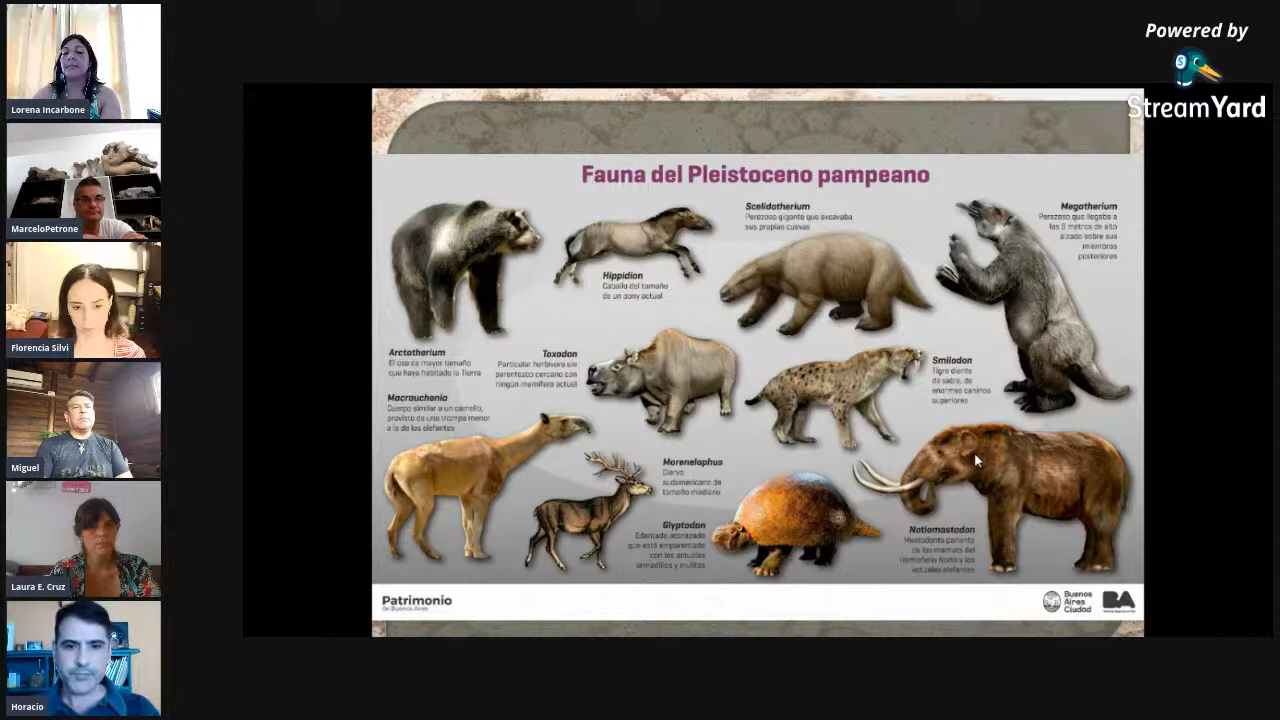 Lorena Incarbone
MarceloPetrone
Florencia Silvi
Miguel
Laura E. Cruz
Horacio
Powered by
StreamYard
Fauna del Pleistoceno pampeano
Arctotherium
El oso de mayor tamaño
que haya habitado la Tierra
Hippidion
Caballo del tamaño
de un pony actual
Scelidotherium
Perezoso gigante que excavaba
sus propias cuevas
Megatherium
Perezoso que llegaba a
los 6 metros de alto
alzado sobre sus
miembros
posteriores
Toxodon
Particular herbívoro sin
parentezco cercano con
ningún mamífero actual
Smilodon
Tigre diente
de sable, de
enormes caninos
superiores
Macrauchenia
Cuerpo similar a un camello,
provisto de una trompa menor
a la de los elefantes
Morenelaphus
Ciervo
sudamericano de
tamaño mediano
Glyptodon
Edentado acorazado
que está emparentado
con los actuales
armadillos y mulitas
Notiomastodon
Mastodonte pariente
de los mamuts del
Hemisferio Norte y los
actuales elefantes
Patrimonio
de Buenos Aires
Buenos
Aires
Ciudad
BA